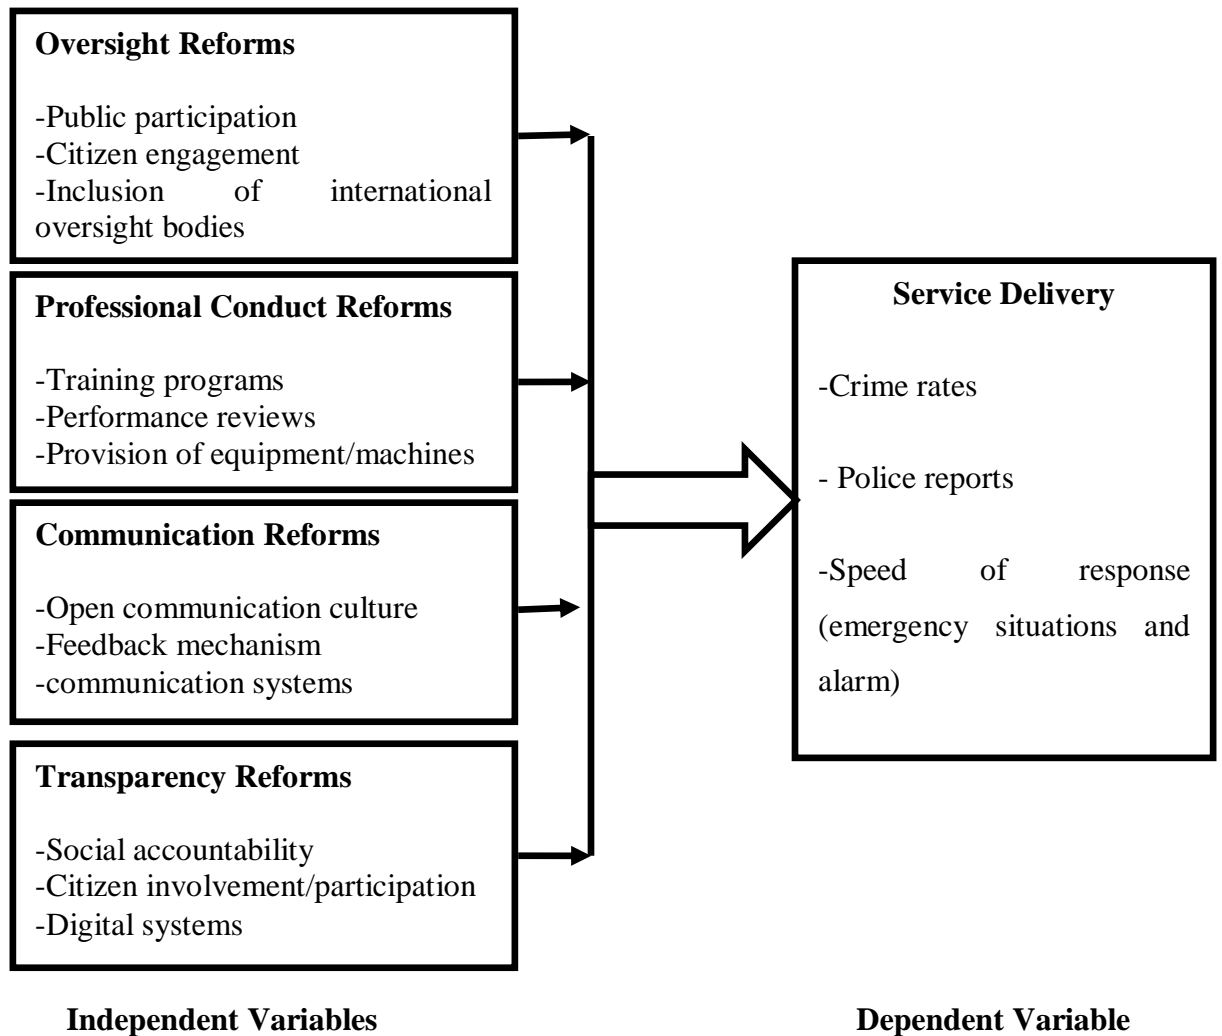 Oversight Reforms
-Public participation
-Citizen engagement
-Inclusion of international
oversight bodies
Professional Conduct Reforms
-Training programs
-Performance reviews
-Provision of equipment/machines
Communication Reforms
-Open communication culture
-Feedback mechanism
-communication systems
Transparency Reforms
-Social accountability
-Citizen involvement/participation
-Digital systems
Independent Variables
Service Delivery
-Crime rates
- Police reports
-Speed of response
(emergency situations and
alarm)
Dependent Variable